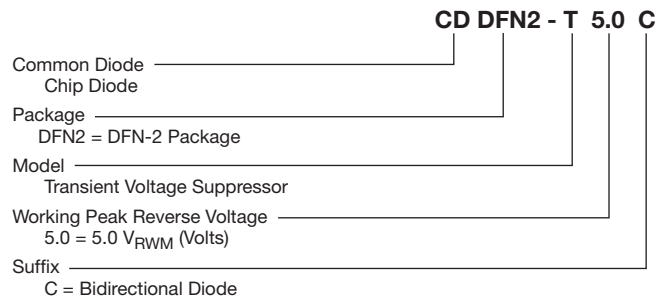 CD DFN2 - T 5.0 C
Common Diode
Chip Diode
Package
DFN2 = DFN-2 Package
Model
Transient Voltage Suppressor
Working Peak Reverse Voltage
5.0 = 5.0 VRWM (Volts)
Suffix
C = Bidirectional Diode